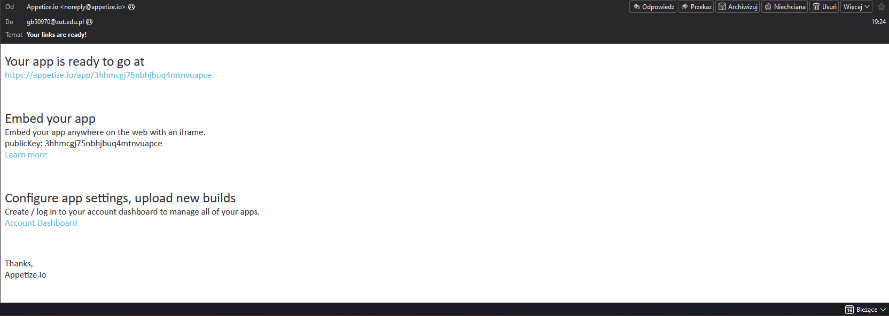 Od Appetize.io <noreply@appetize.io>
Odpowiedz Przekaż Archiwizuj Niechciana Usuń Więcej
Do gb50970@zut.edu.pl 19:24
Temat Your links are ready!
Your app is ready to go at
https://appetize.io/app/3hhmcgj75nbhjbuq4mtnvuapce
Embed your app
Embed your app anywhere on the web with an iframe.
publicKey: 3hhmcgj75nbhjbuq4mtnvuapce
Learn more
Configure app settings, upload new builds
Create / log in to your account dashboard to manage all of your apps.
Account Dashboard
Thanks,
Appetize.io
Bieżące